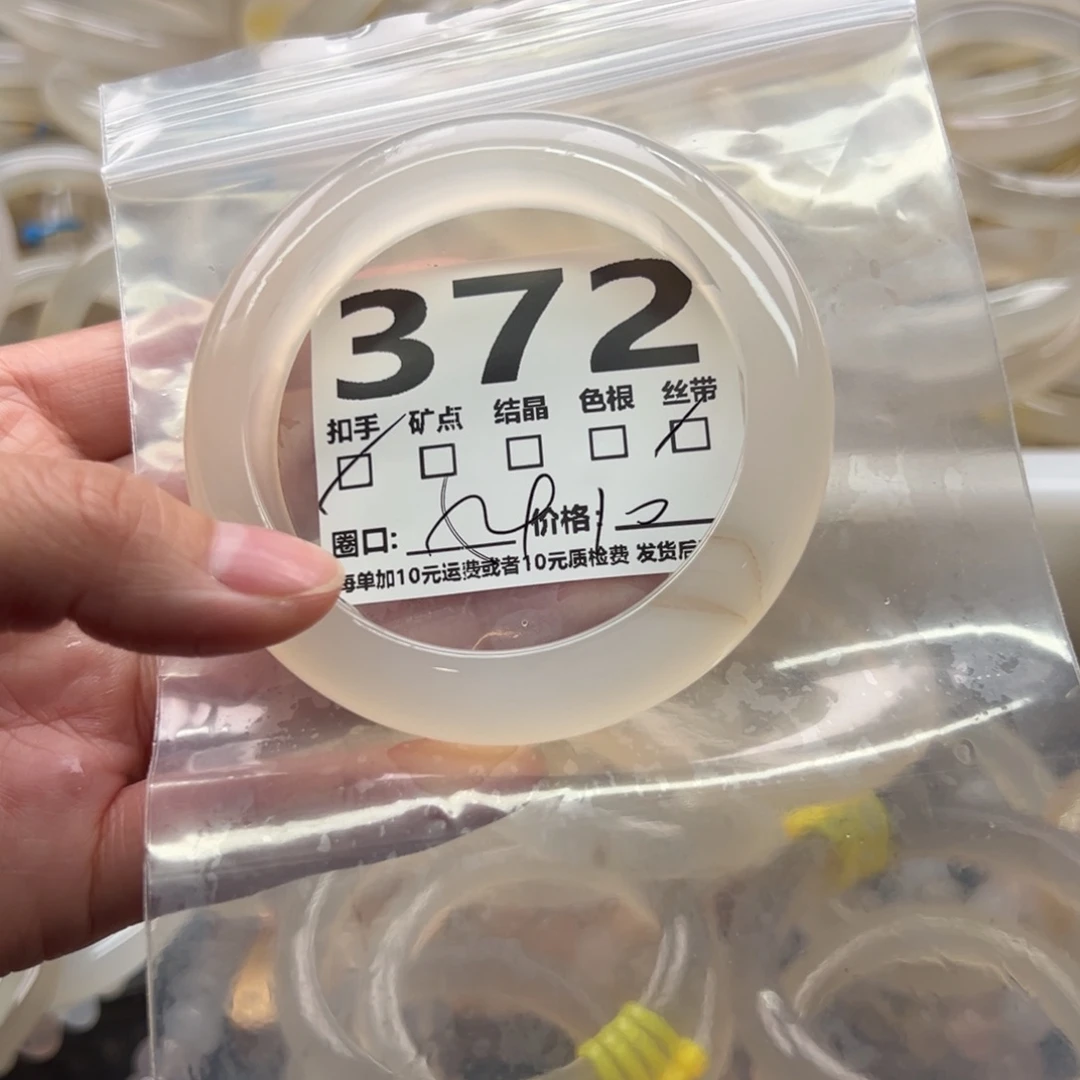 372
扣手 矿点 结晶 色根 丝带
圈口: 价格:
每单加10元运费或者10元质检费 发货后